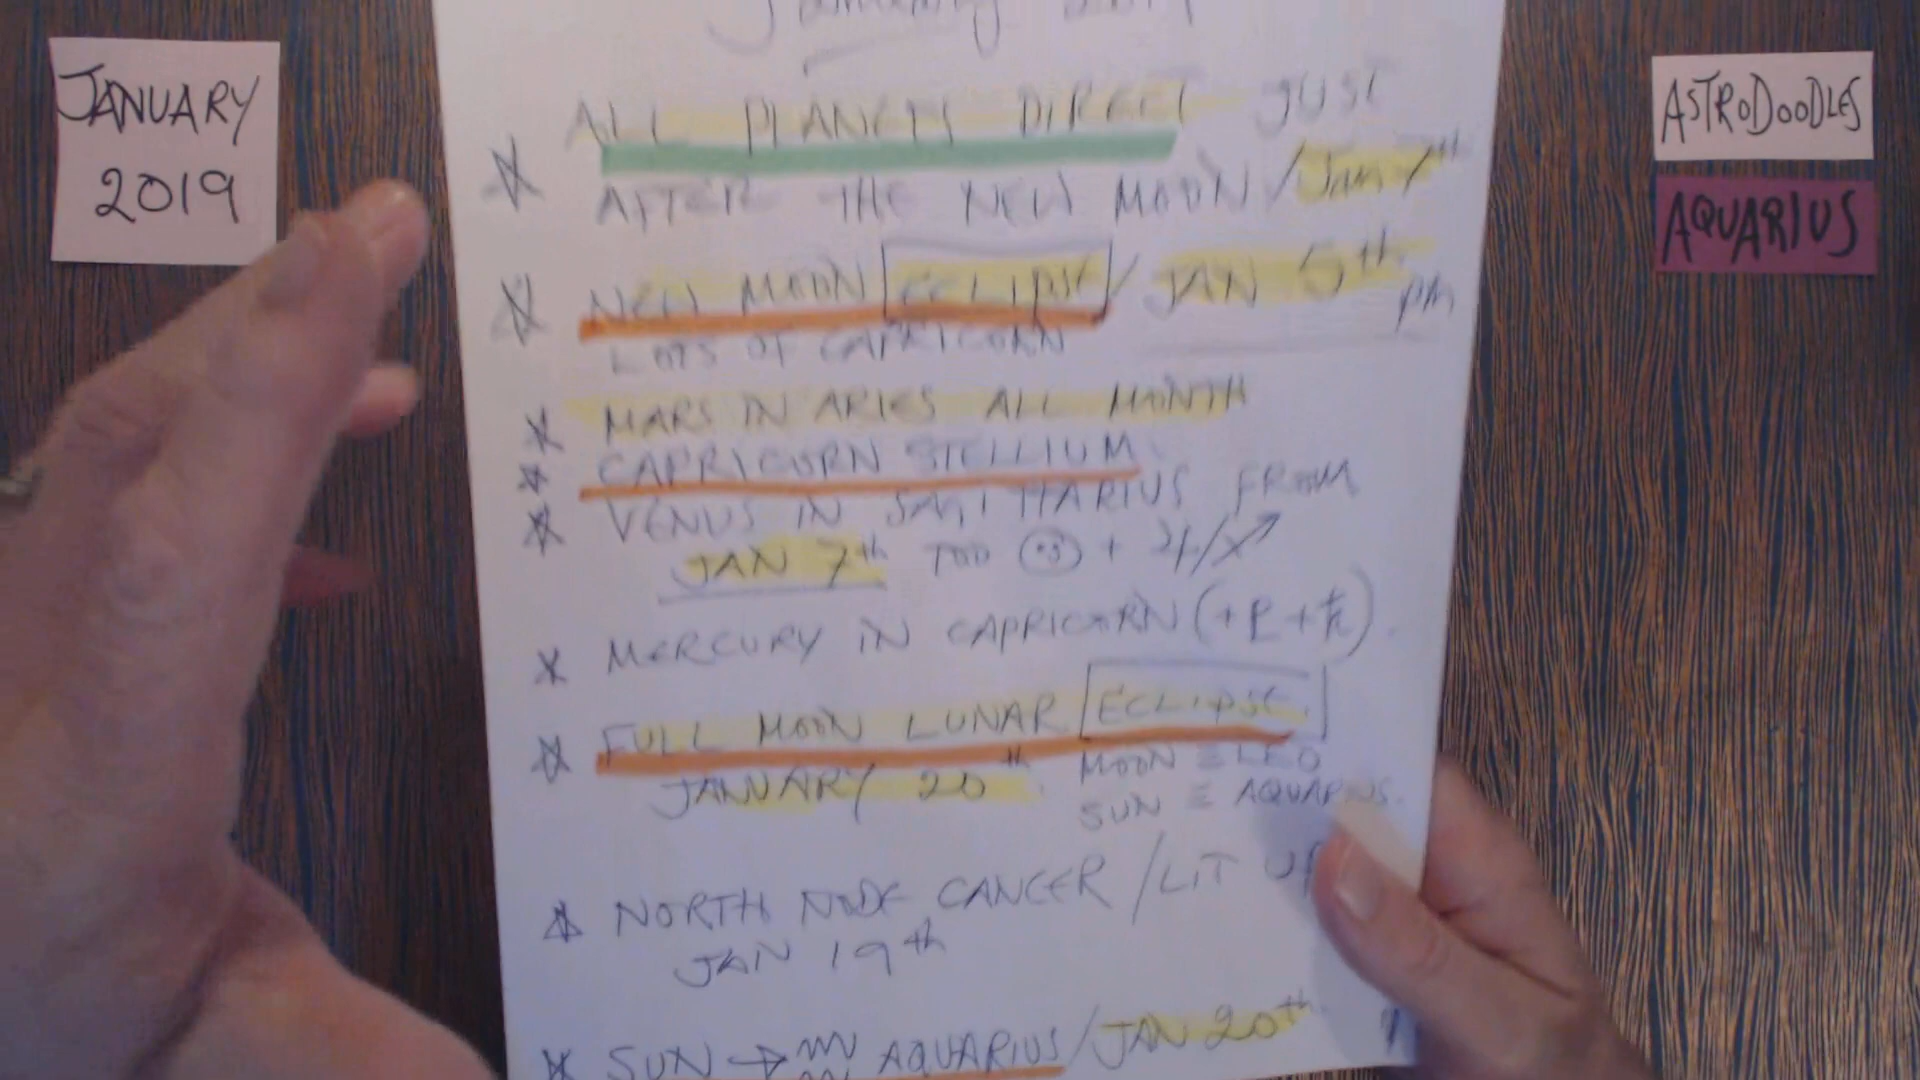 JANUARY
2019
ASTRODOODLES
AQUARIUS
January 2019
ALL PLANETS DIRECT JUST
AFTER THE NEW MOON / Jan 7th
NEW MOON ECLIPSE / JAN 5th pm
LOTS OF CAPRICORN
MARS IN ARIES ALL MONTH
CAPRICORN STELLIUM
VENUS IN SAGITTARIUS FROM
JAN 7th TOO + ♃/♐
MERCURY IN CAPRICORN (+ ♇ + ♄).
FULL MOON LUNAR ECLIPSE.
JANUARY 20th. MOON ≡ LEO
SUN ≡ AQUARIUS.
NORTH NODE CANCER / LIT UP
JAN 19th
SUN → ♒ AQUARIUS / JAN 20th